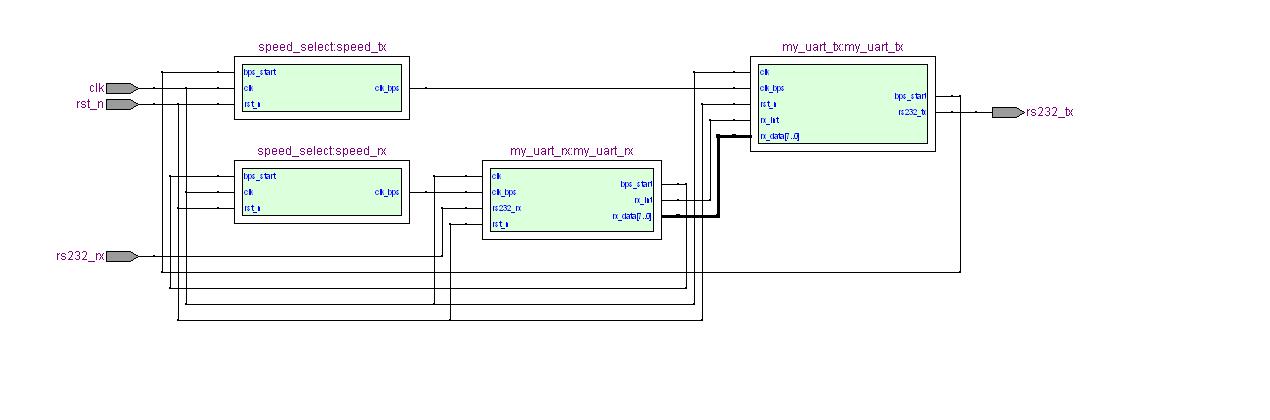 speed_select:speed_tx
my_uart_tx:my_uart_tx
bps_start
clk
clk
clk
clk_bps
clk_bps
rst_n
rst_n
bps_start
rs232_tx
rx_int
rs232_tx
rx_data[7..0]
speed_select:speed_rx
my_uart_rx:my_uart_rx
bps_start
clk
clk
clk_bps
clk_bps
rst_n
rs232_rx
rst_n
bps_start
rx_int
rx_data[7..0]
rs232_rx